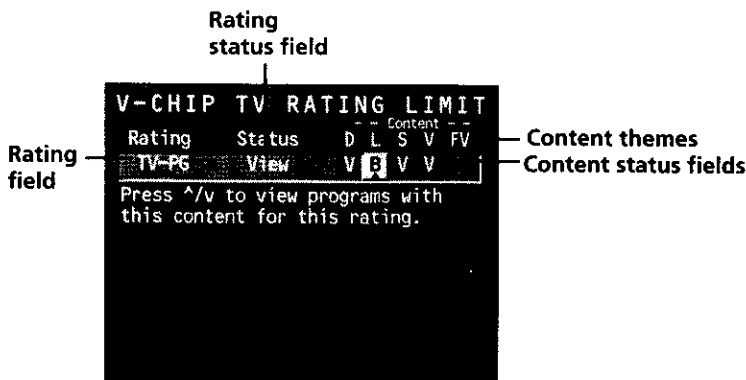 Rating
status field
V-CHIP TV RATING LIMIT
- - Content - -
Rating Status D L S V FV
TV-PG View V B V V
Press ^/v to view programs with
this content for this rating.
Rating
field
Content themes
Content status fields